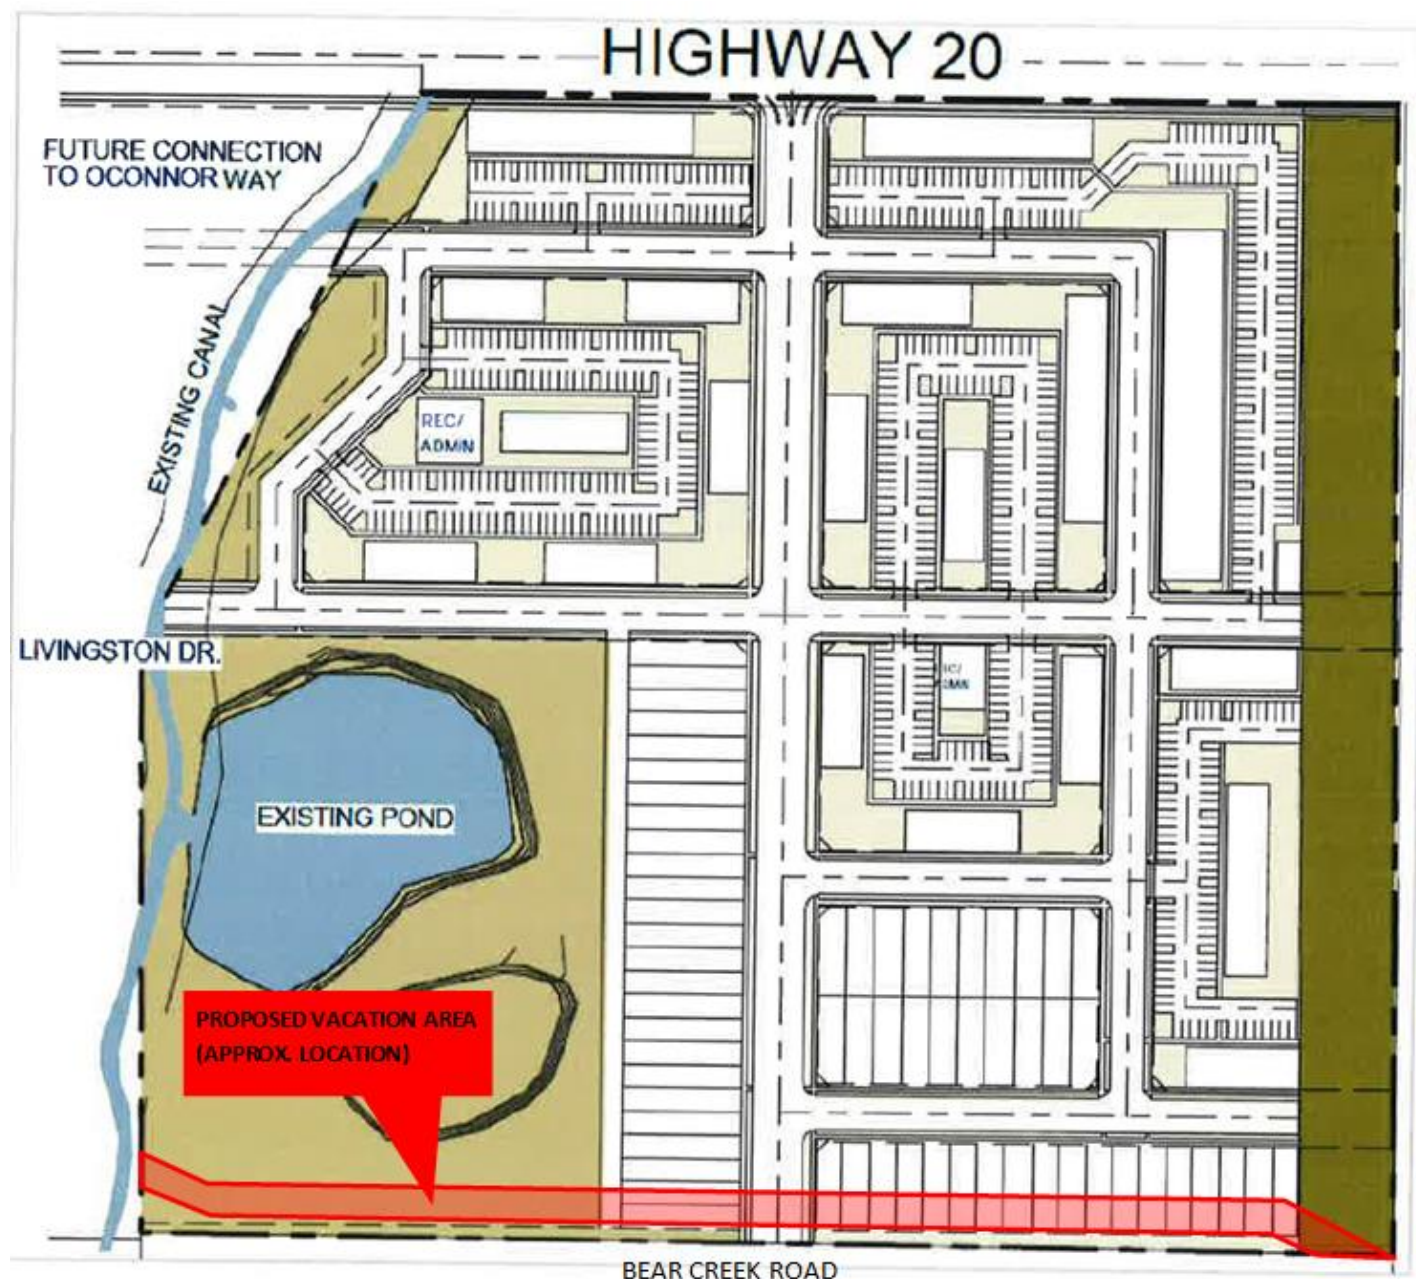 HIGHWAY 20
FUTURE CONNECTION
TO OCONNOR WAY
EXISTING CANAL
REC/
ADMIN
LIVINGSTON DR.
EXISTING POND
PROPOSED VACATION AREA
(APPROX. LOCATION)
BEAR CREEK ROAD